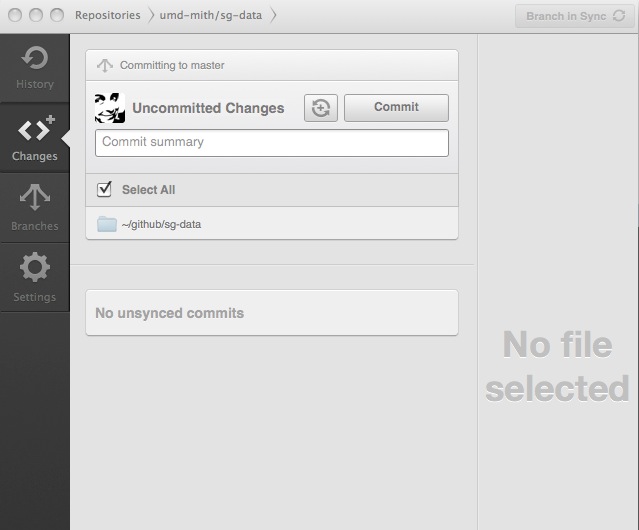 Repositories
umd-mith/sg-data
Branch in Sync
History
Changes
Branches
Settings
Committing to master
Uncommitted Changes
Commit
Commit summary
Select All
~/github/sg-data
No unsynced commits
No file
selected